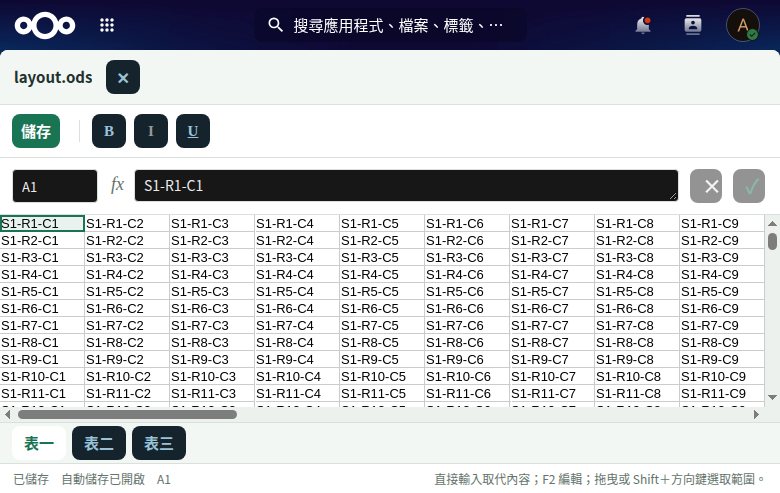 搜尋應用程式、檔案、標籤、…
A
layout.ods
儲存 B I U
A1 fx S1-R1-C1
S1-R1-C1 S1-R1-C2 S1-R1-C3 S1-R1-C4 S1-R1-C5 S1-R1-C6 S1-R1-C7 S1-R1-C8 S1-R1-C9
S1-R2-C1 S1-R2-C2 S1-R2-C3 S1-R2-C4 S1-R2-C5 S1-R2-C6 S1-R2-C7 S1-R2-C8 S1-R2-C9
S1-R3-C1 S1-R3-C2 S1-R3-C3 S1-R3-C4 S1-R3-C5 S1-R3-C6 S1-R3-C7 S1-R3-C8 S1-R3-C9
S1-R4-C1 S1-R4-C2 S1-R4-C3 S1-R4-C4 S1-R4-C5 S1-R4-C6 S1-R4-C7 S1-R4-C8 S1-R4-C9
S1-R5-C1 S1-R5-C2 S1-R5-C3 S1-R5-C4 S1-R5-C5 S1-R5-C6 S1-R5-C7 S1-R5-C8 S1-R5-C9
S1-R6-C1 S1-R6-C2 S1-R6-C3 S1-R6-C4 S1-R6-C5 S1-R6-C6 S1-R6-C7 S1-R6-C8 S1-R6-C9
S1-R7-C1 S1-R7-C2 S1-R7-C3 S1-R7-C4 S1-R7-C5 S1-R7-C6 S1-R7-C7 S1-R7-C8 S1-R7-C9
S1-R8-C1 S1-R8-C2 S1-R8-C3 S1-R8-C4 S1-R8-C5 S1-R8-C6 S1-R8-C7 S1-R8-C8 S1-R8-C9
S1-R9-C1 S1-R9-C2 S1-R9-C3 S1-R9-C4 S1-R9-C5 S1-R9-C6 S1-R9-C7 S1-R9-C8 S1-R9-C9
S1-R10-C1 S1-R10-C2 S1-R10-C3 S1-R10-C4 S1-R10-C5 S1-R10-C6 S1-R10-C7 S1-R10-C8 S1-R10-C9
S1-R11-C1 S1-R11-C2 S1-R11-C3 S1-R11-C4 S1-R11-C5 S1-R11-C6 S1-R11-C7 S1-R11-C8 S1-R11-C9
表一 表二 表三
已儲存 自動儲存已開啟 A1 直接輸入取代內容；F2 編輯；拖曳或 Shift＋方向鍵選取範圍。